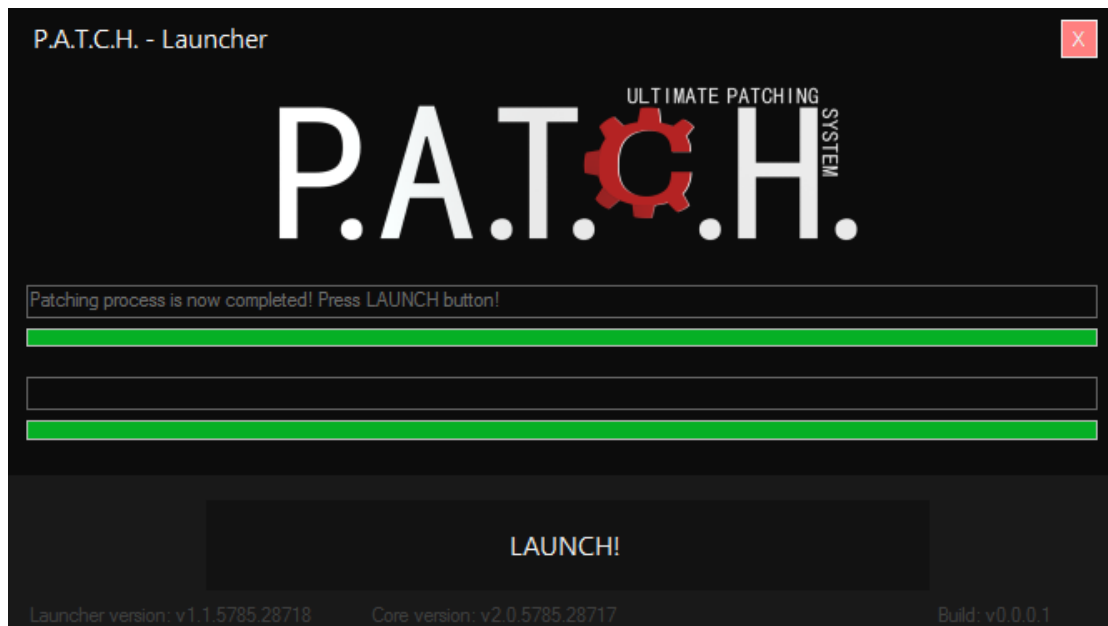 P.A.T.C.H. - Launcher
X
ULTIMATE PATCHING
SYSTEM
P.A.T.C.H.
Patching process is now completed! Press LAUNCH button!
LAUNCH!
Launcher version: v1.1.5785.28718 Core version: v2.0.5785.28717 Build: v0.0.0.1